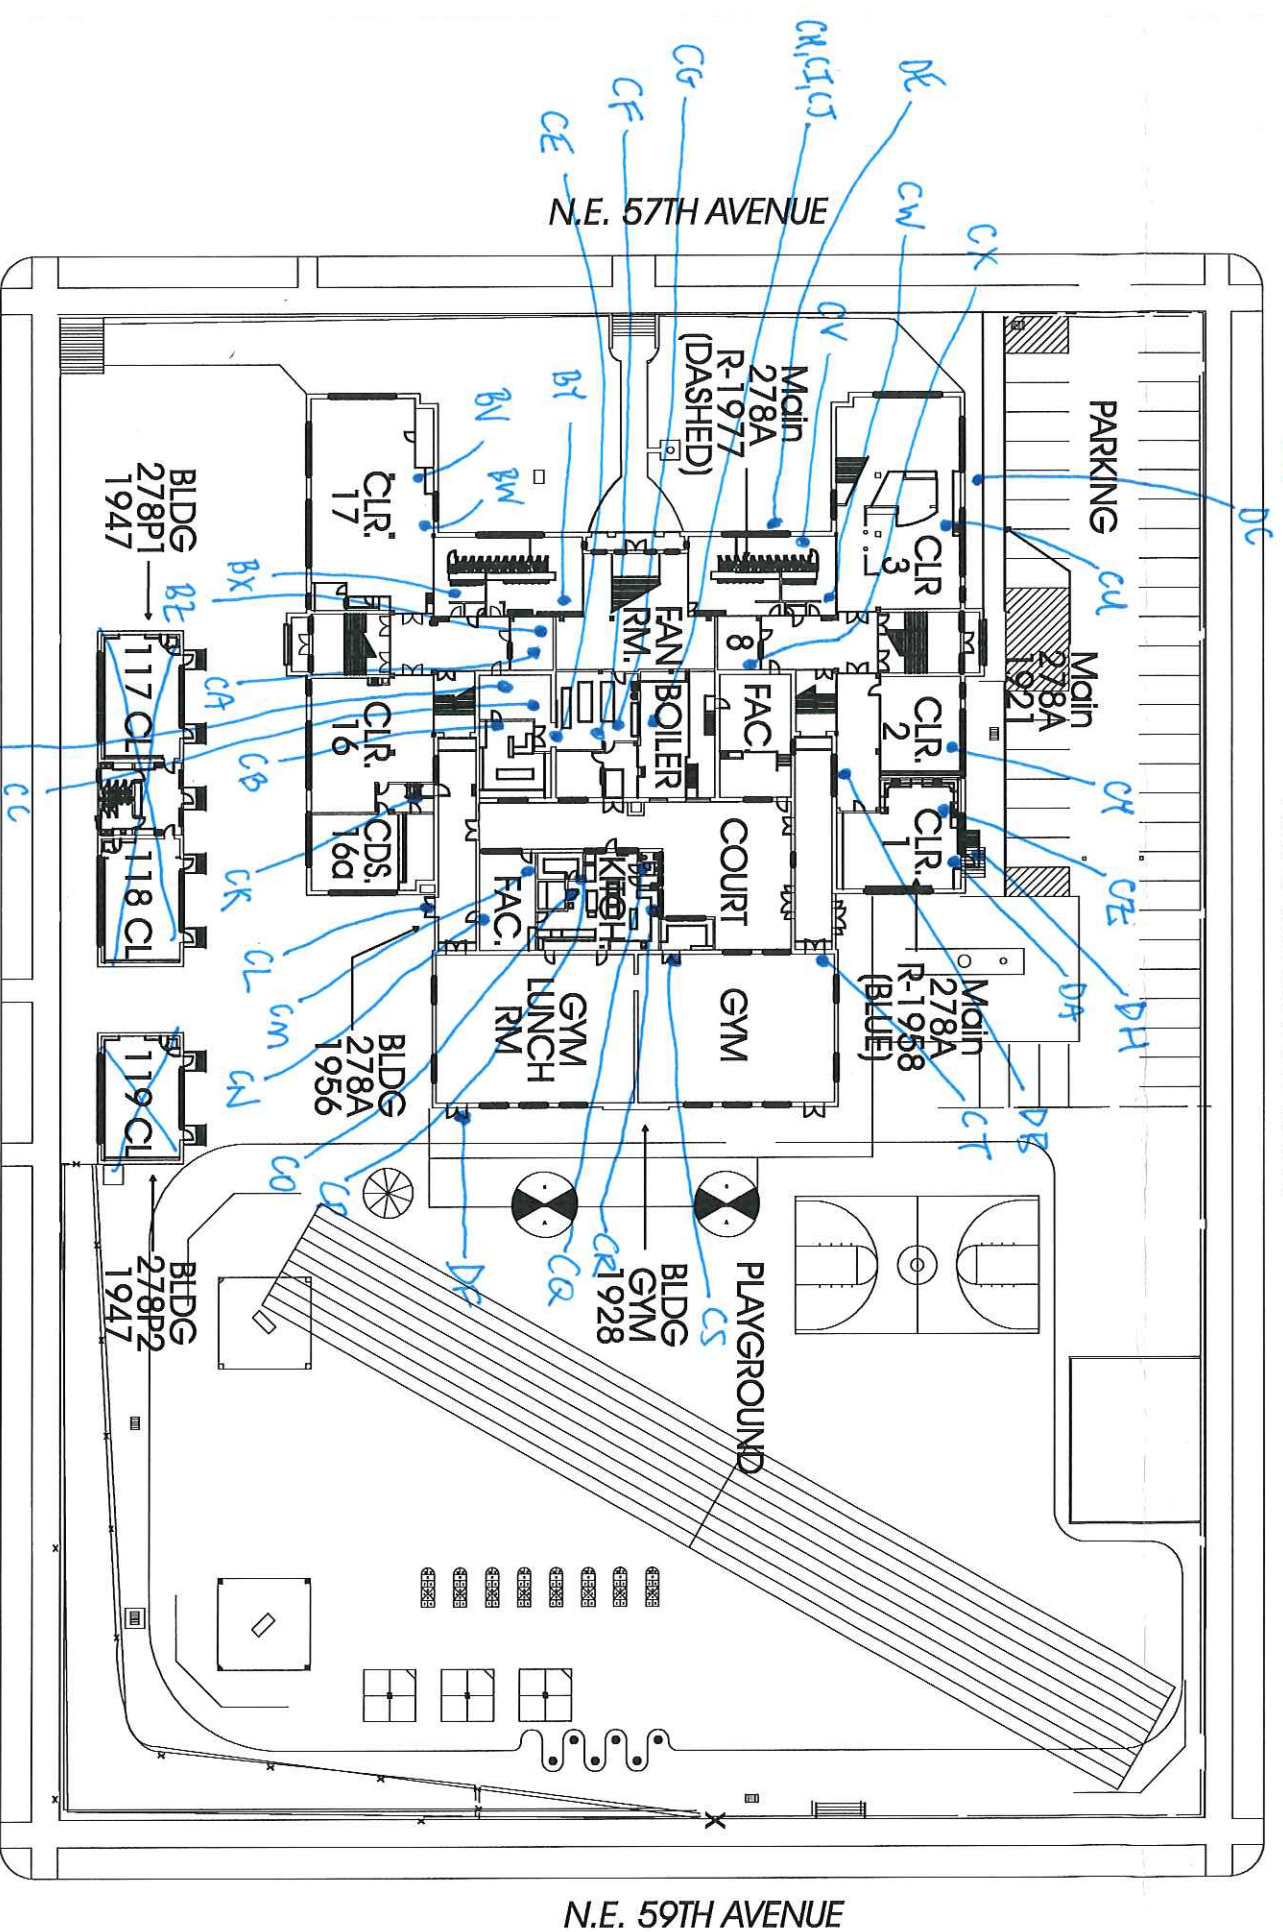 N.E. 57TH AVENUE
N.E. 59TH AVENUE
PARKING
Main
278A
1921
Main
278A
R-1977
(DASHED)
Main
278A
R-1958
(BLUE)
CLR
3
CLR.
2
CLR.
1
8
FAC
FAN
RM.
BOILER
COURT
GYM
KITCH.
FAC.
GYM
LUNCH
RM
CLR.
17
CLR.
16
CDS.
16a
BLDG
278A
1956
BLDG
GYM
1928
PLAYGROUND
BLDG
278P1
1947
117 CL
118 CL
119 CL
BLDG
278P2
1947
DE
CH,CI,CJ
CG
CF
CE
CW
CX
CV
DC
CU
CY
CZ
DH
DA
DB
CT
BY
BV
BW
BX
BZ
CA
CB
CC
CK
CL
CM
CN
CO
CP
CQ
CR
CS
DF